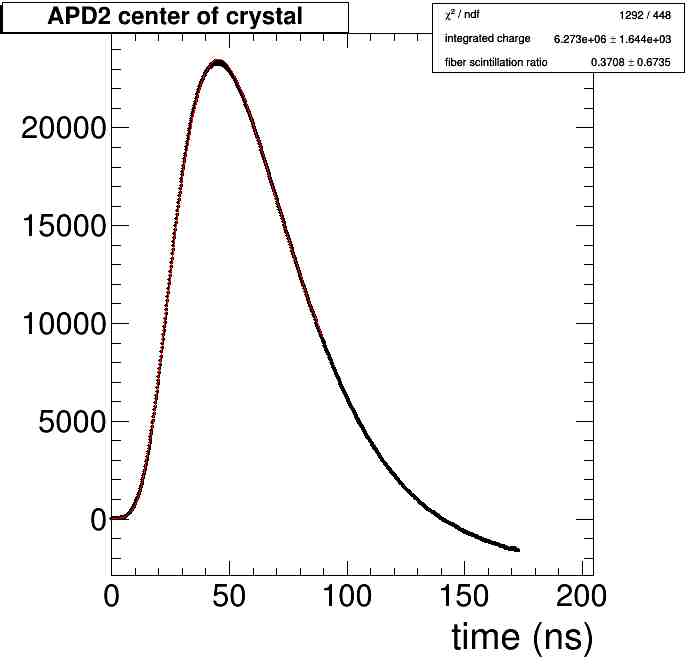 APD2 center of crystal
χ² / ndf 1292 / 448
integrated charge 6.273e+06 ± 1.644e+03
fiber scintillation ratio 0.3708 ± 0.6735
20000
15000
10000
5000
0
0 50 100 150 200
time (ns)